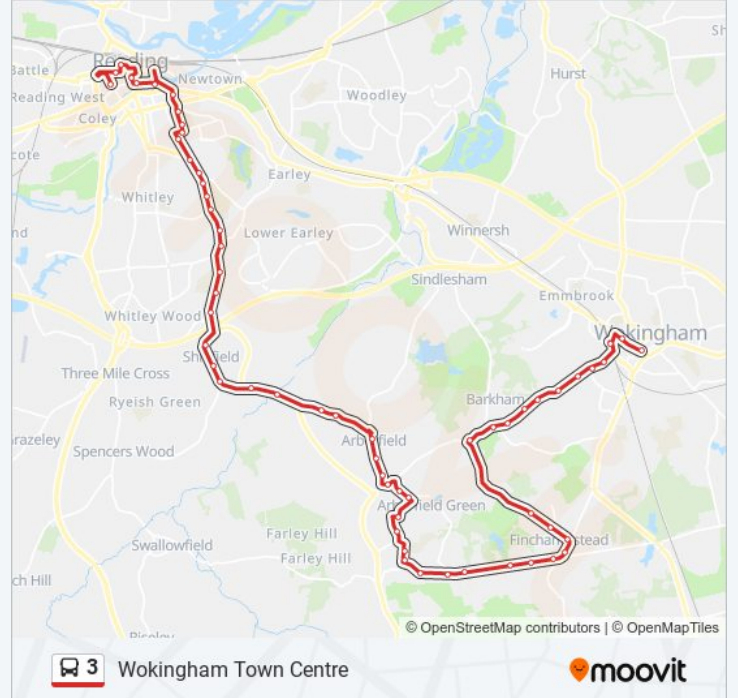 Sh
Reading
Battle
Newtown
Hurst
Reading West
Woodley
Coley
cote
Earley
Whitley
nd
Lower Earley
Winnersh
Sindlesham
Emmbrook
Whitley Wood
Wokingham
Shinfield
Three Mile Cross
Ryeish Green
Barkham
Arborfield
razeley
Spencers Wood
Arborfield Green
Farley Hill
Finchampstead
Swallowfield
Farley Hill
ch Hill
Riseley
© OpenStreetMap contributors | © OpenMapTiles
3 Wokingham Town Centre
moovit